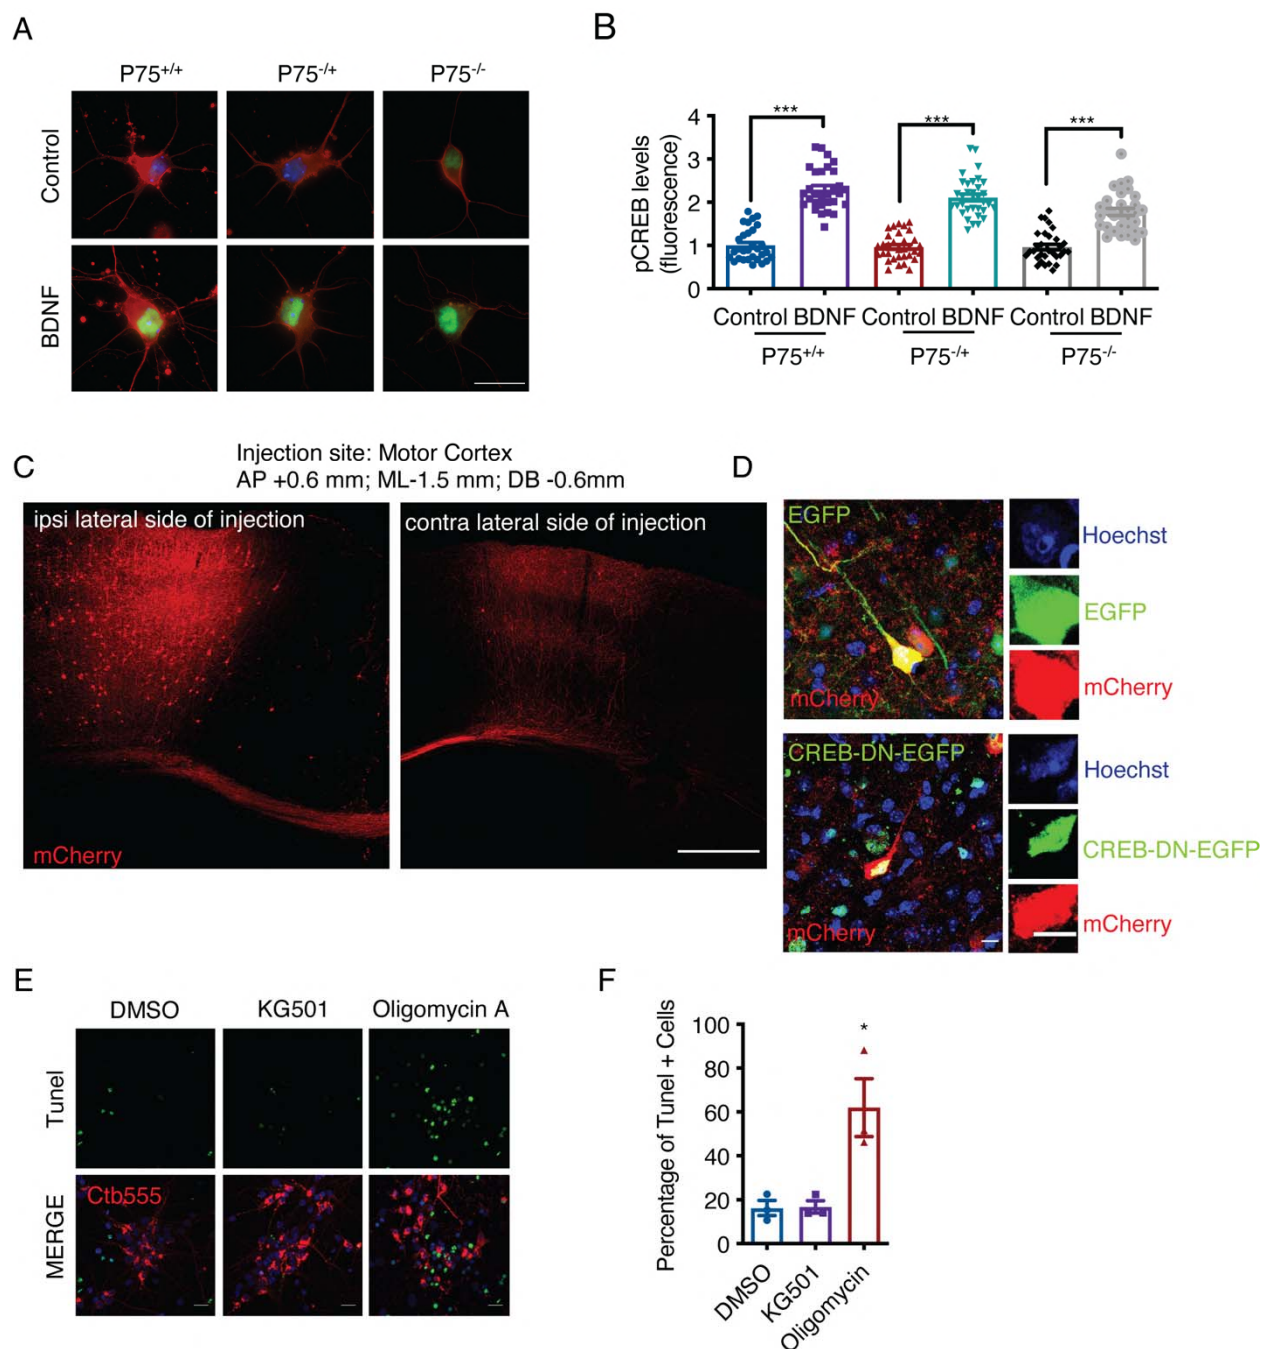 A
P75+/+
P75-/+
P75-/-
Control
BDNF
B
pCREB levels
(fluorescence)
4
3
2
1
0
***
***
***
Control BDNF Control BDNF Control BDNF
P75+/+
P75-/+
P75-/-
C
Injection site: Motor Cortex
AP +0.6 mm; ML-1.5 mm; DB -0.6mm
ipsi lateral side of injection
contra lateral side of injection
mCherry
D
EGFP
mCherry
Hoechst
EGFP
mCherry
CREB-DN-EGFP
mCherry
Hoechst
CREB-DN-EGFP
mCherry
E
DMSO
KG501
Oligomycin A
Tunel
MERGE
Ctb555
F
Percentage of Tunel + Cells
100
80
60
40
20
0
*
DMSO
KG501
Oligomycin